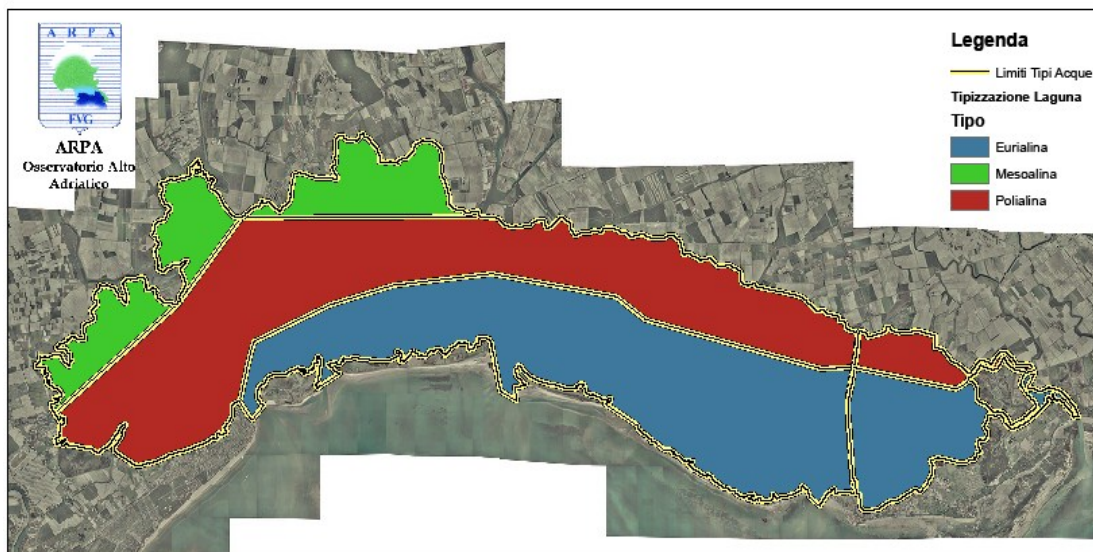 A R P A
FVG
ARPA
Osservatorio Alto
Adriatico
Legenda
Limiti Tipi Acque
Tipizzazione Laguna
Tipo
Eurialina
Mesoalina
Polialina